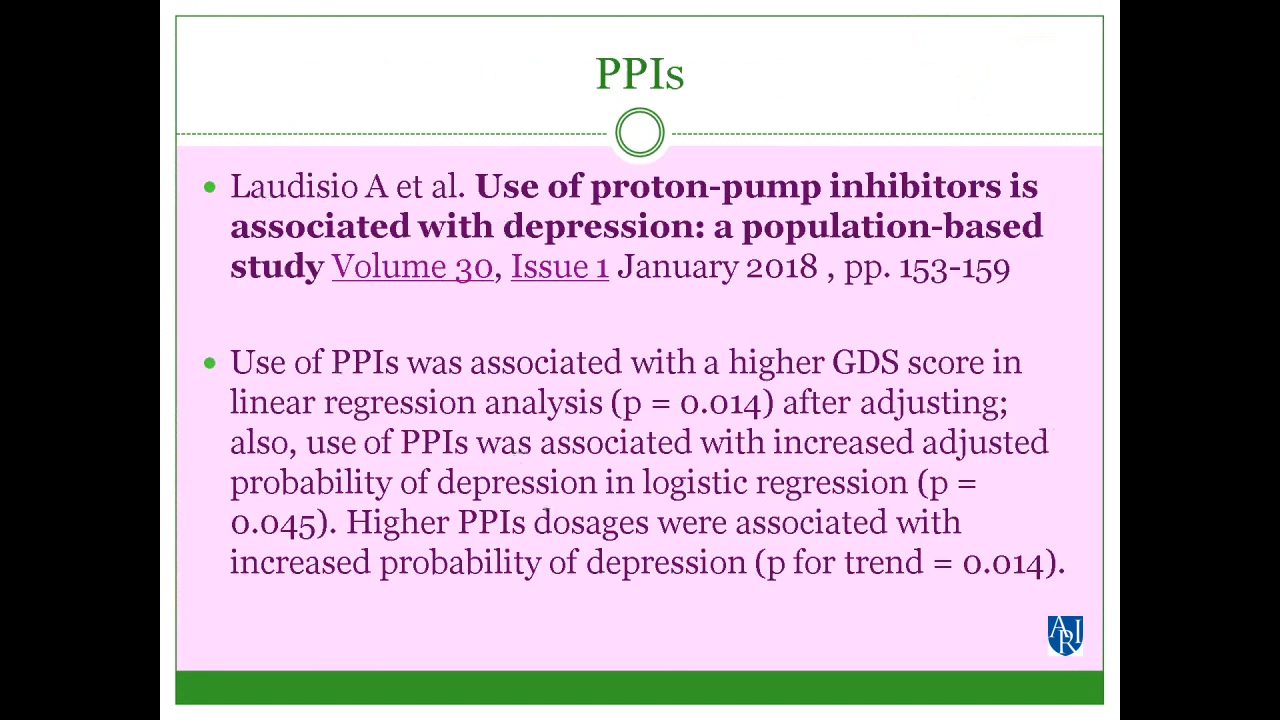 PPIs
Laudisio A et al. Use of proton-pump inhibitors is
associated with depression: a population-based
study Volume 30, Issue 1 January 2018 , pp. 153-159
Use of PPIs was associated with a higher GDS score in
linear regression analysis (p = 0.014) after adjusting;
also, use of PPIs was associated with increased adjusted
probability of depression in logistic regression (p =
0.045). Higher PPIs dosages were associated with
increased probability of depression (p for trend = 0.014).
ARI